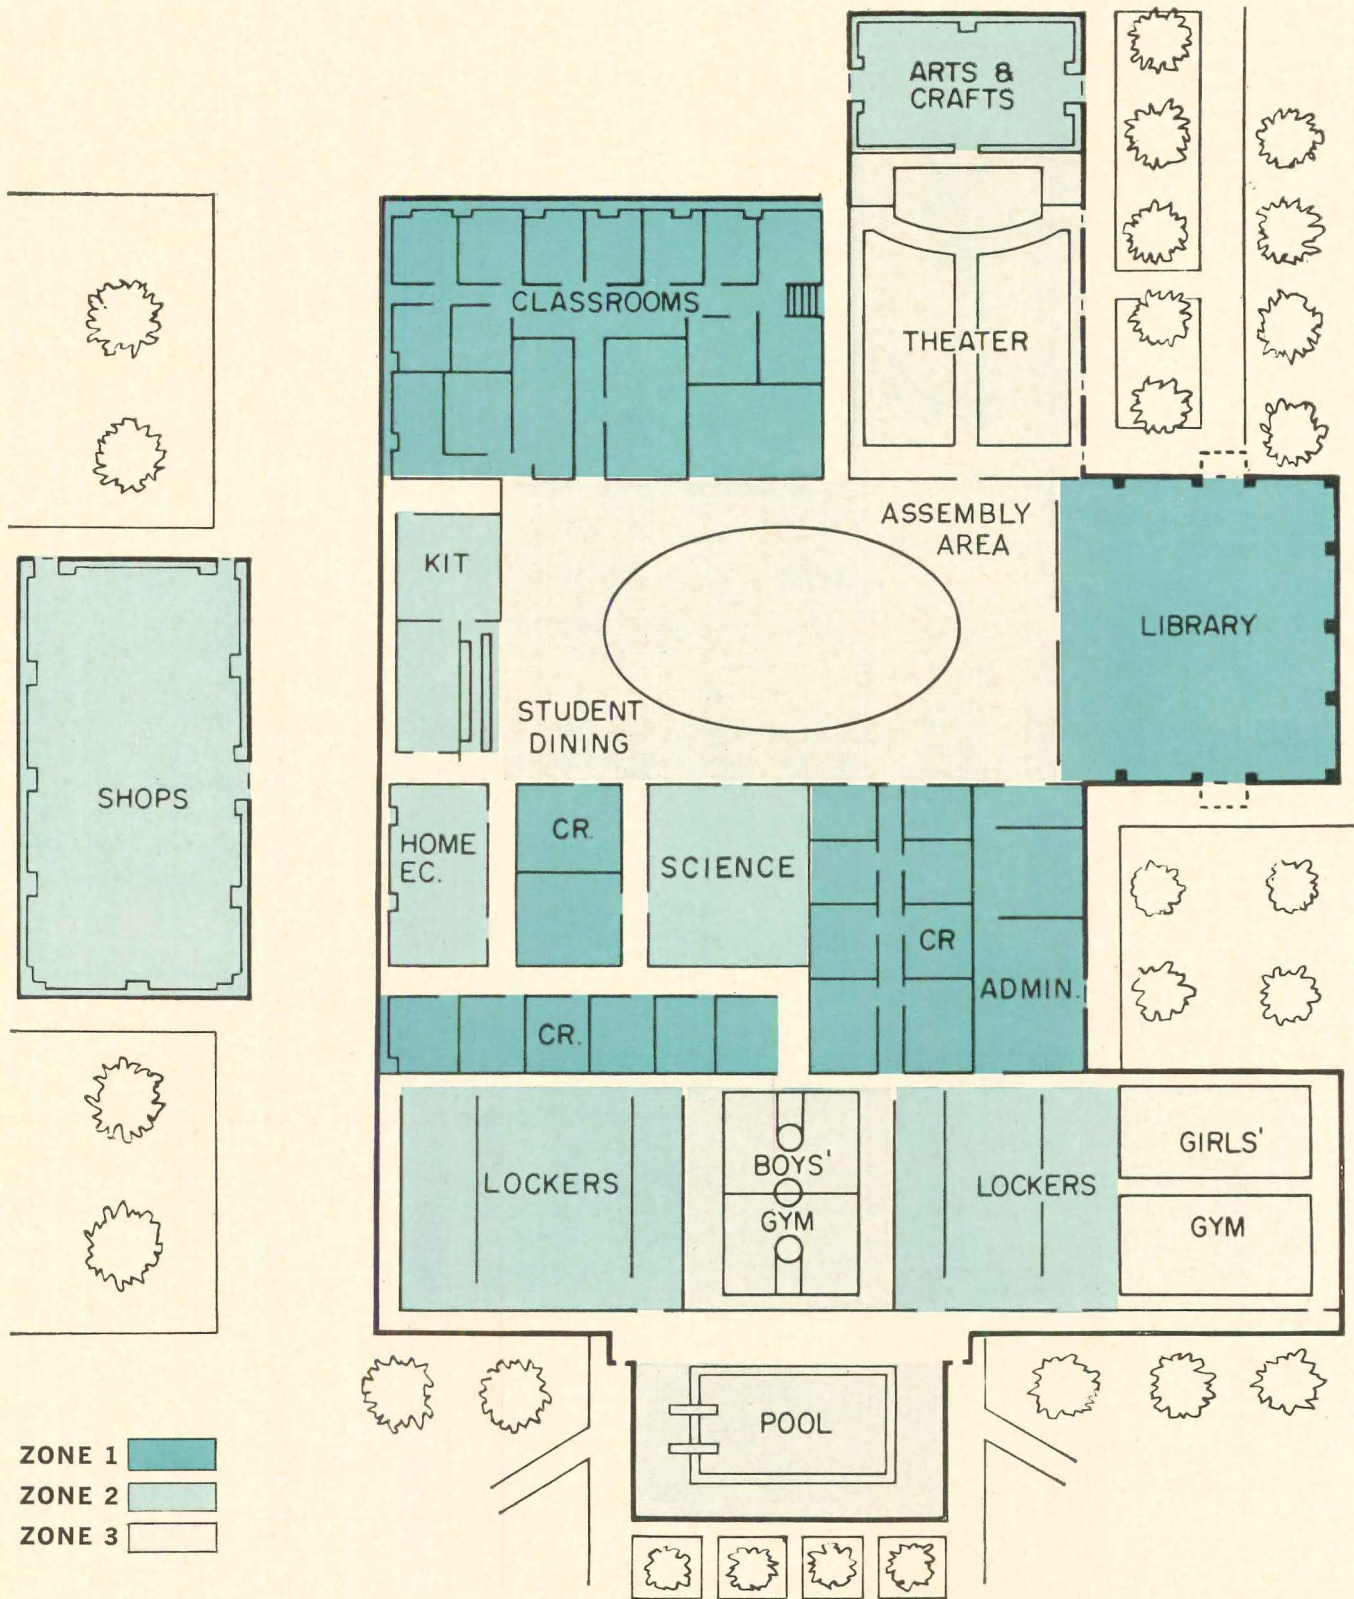 ARTS &
CRAFTS
CLASSROOMS
THEATER
ASSEMBLY
AREA
KIT
LIBRARY
STUDENT
DINING
SHOPS
HOME
EC.
CR.
SCIENCE
CR
ADMIN.
CR.
LOCKERS
BOYS'
GYM
LOCKERS
GIRLS'
GYM
POOL
ZONE 1
ZONE 2
ZONE 3